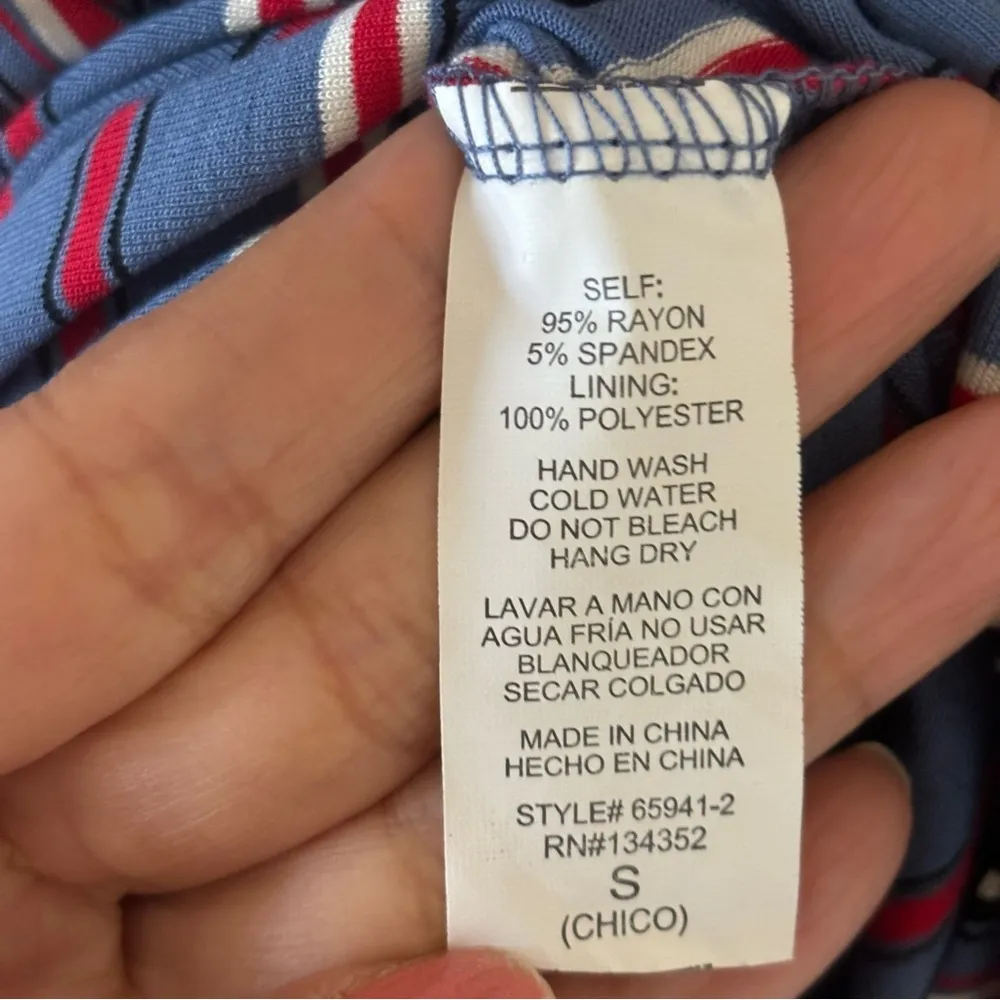 SELF:
95% RAYON
5% SPANDEX
LINING:
100% POLYESTER
HAND WASH
COLD WATER
DO NOT BLEACH
HANG DRY
LAVAR A MANO CON
AGUA FRÍA NO USAR
BLANQUEADOR
SECAR COLGADO
MADE IN CHINA
HECHO EN CHINA
STYLE# 65941-2
RN#134352
S
(CHICO)